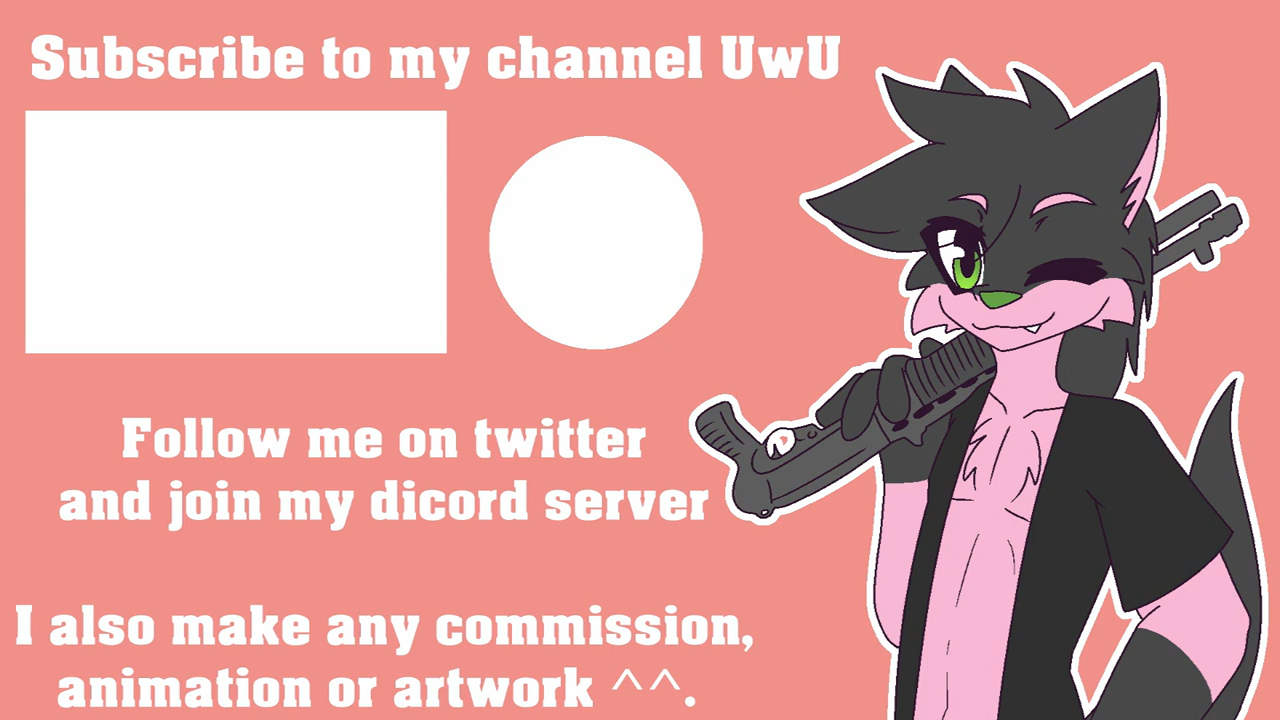 Subscribe to my channel UwU
Follow me on twitter
and join my dicord server
I also make any commission,
animation or artwork ^^.